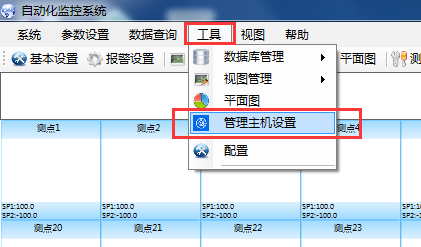 自动化监控系统
系统 参数设置 数据查询 工具 视图 帮助
基本设置 报警设置 平面图 测
数据库管理
视图管理
平面图
管理主机设置
配置
测点1 测点2 测点4
SP1:100.0 SP1:100.0 SP1:100.0 SP1:100.0 SP1:100.0
SP2:-100.0 SP2:-100.0 SP2:-100.0 SP2:-100.0 SP2:-100.0
测点20 测点21 测点22 测点23